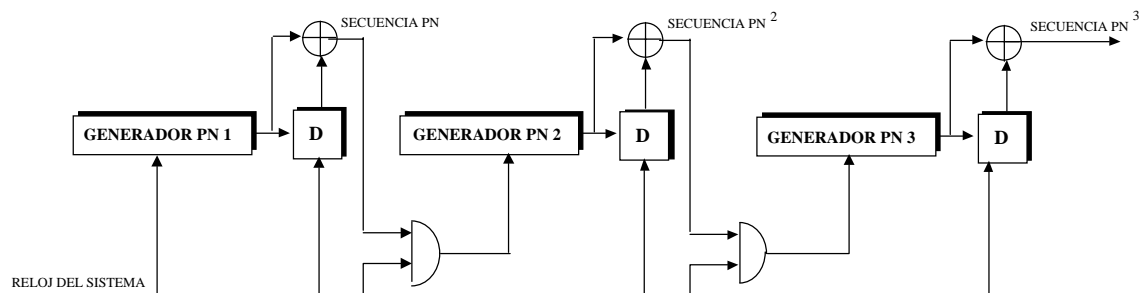 SECUENCIA PN
SECUENCIA PN 2
SECUENCIA PN 3
GENERADOR PN 1
D
GENERADOR PN 2
D
GENERADOR PN 3
D
RELOJ DEL SISTEMA